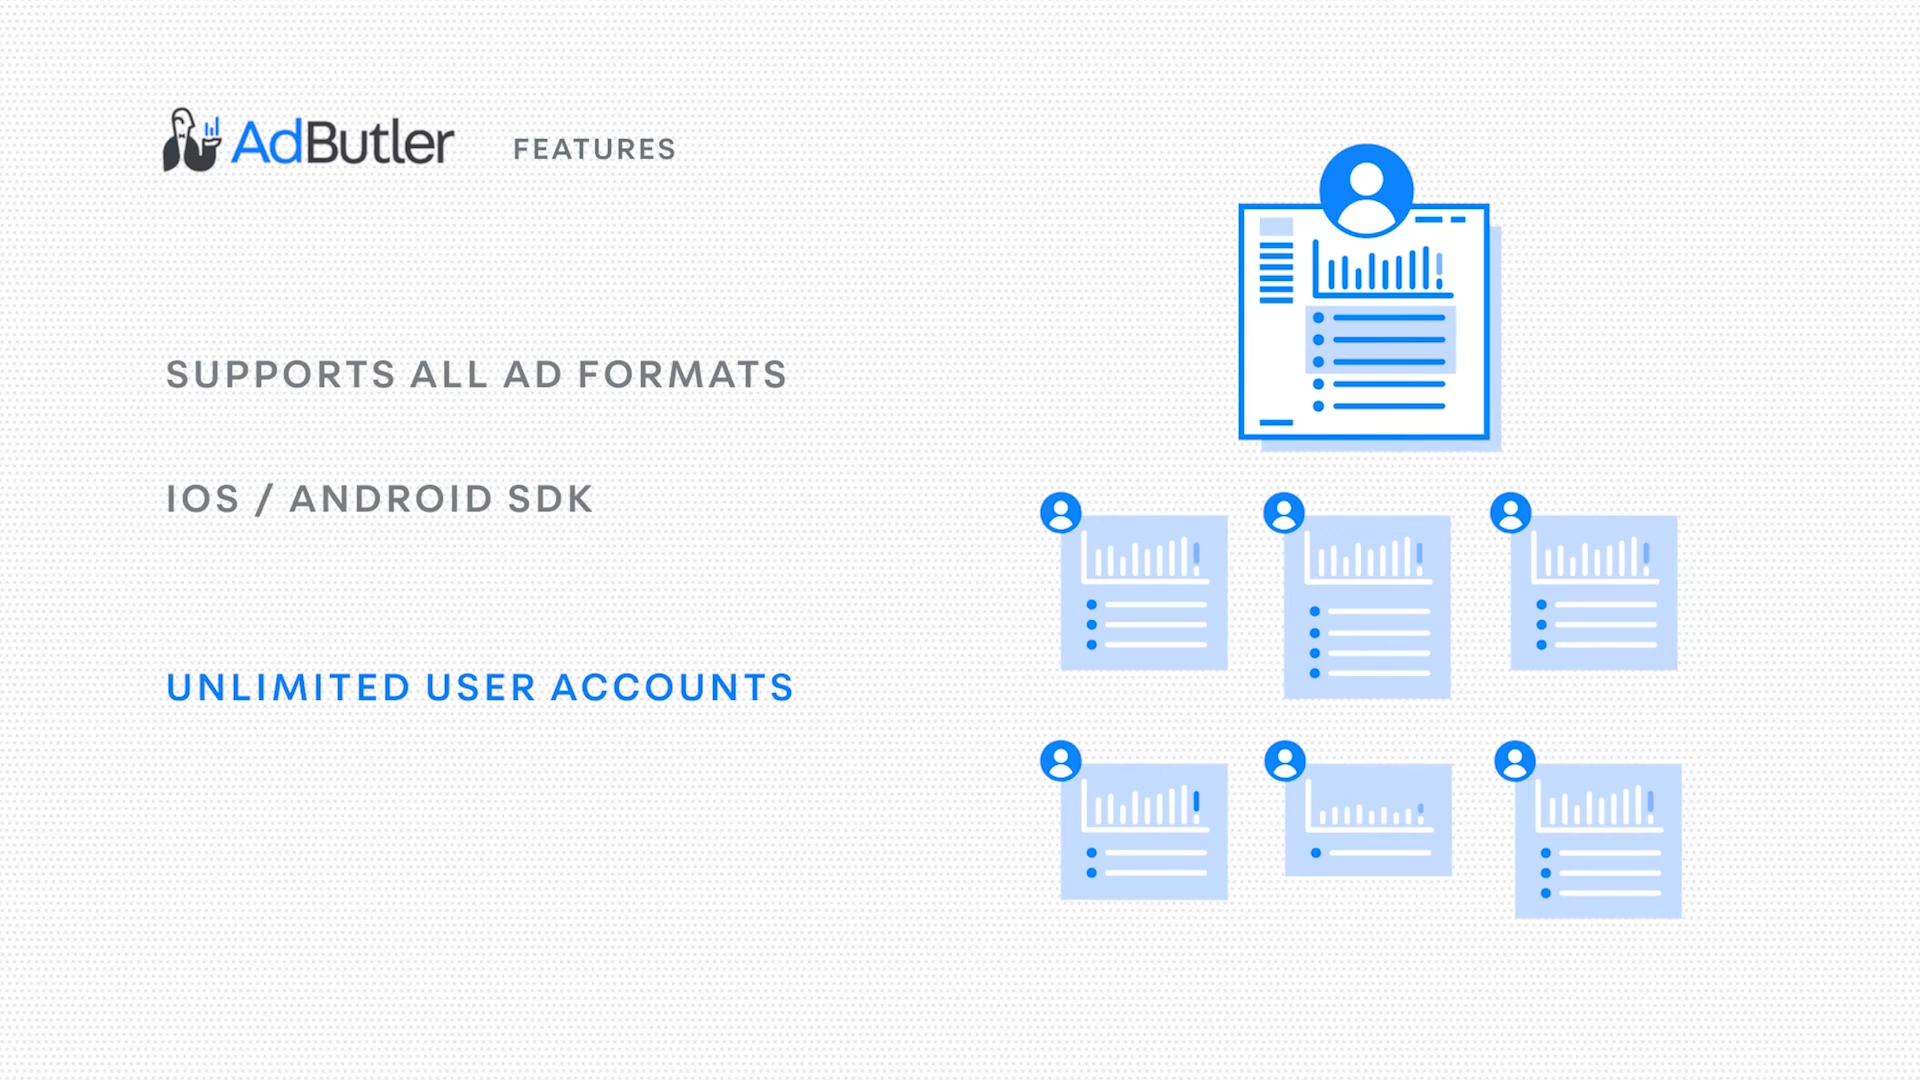 AdButler FEATURES
SUPPORTS ALL AD FORMATS
IOS / ANDROID SDK
UNLIMITED USER ACCOUNTS